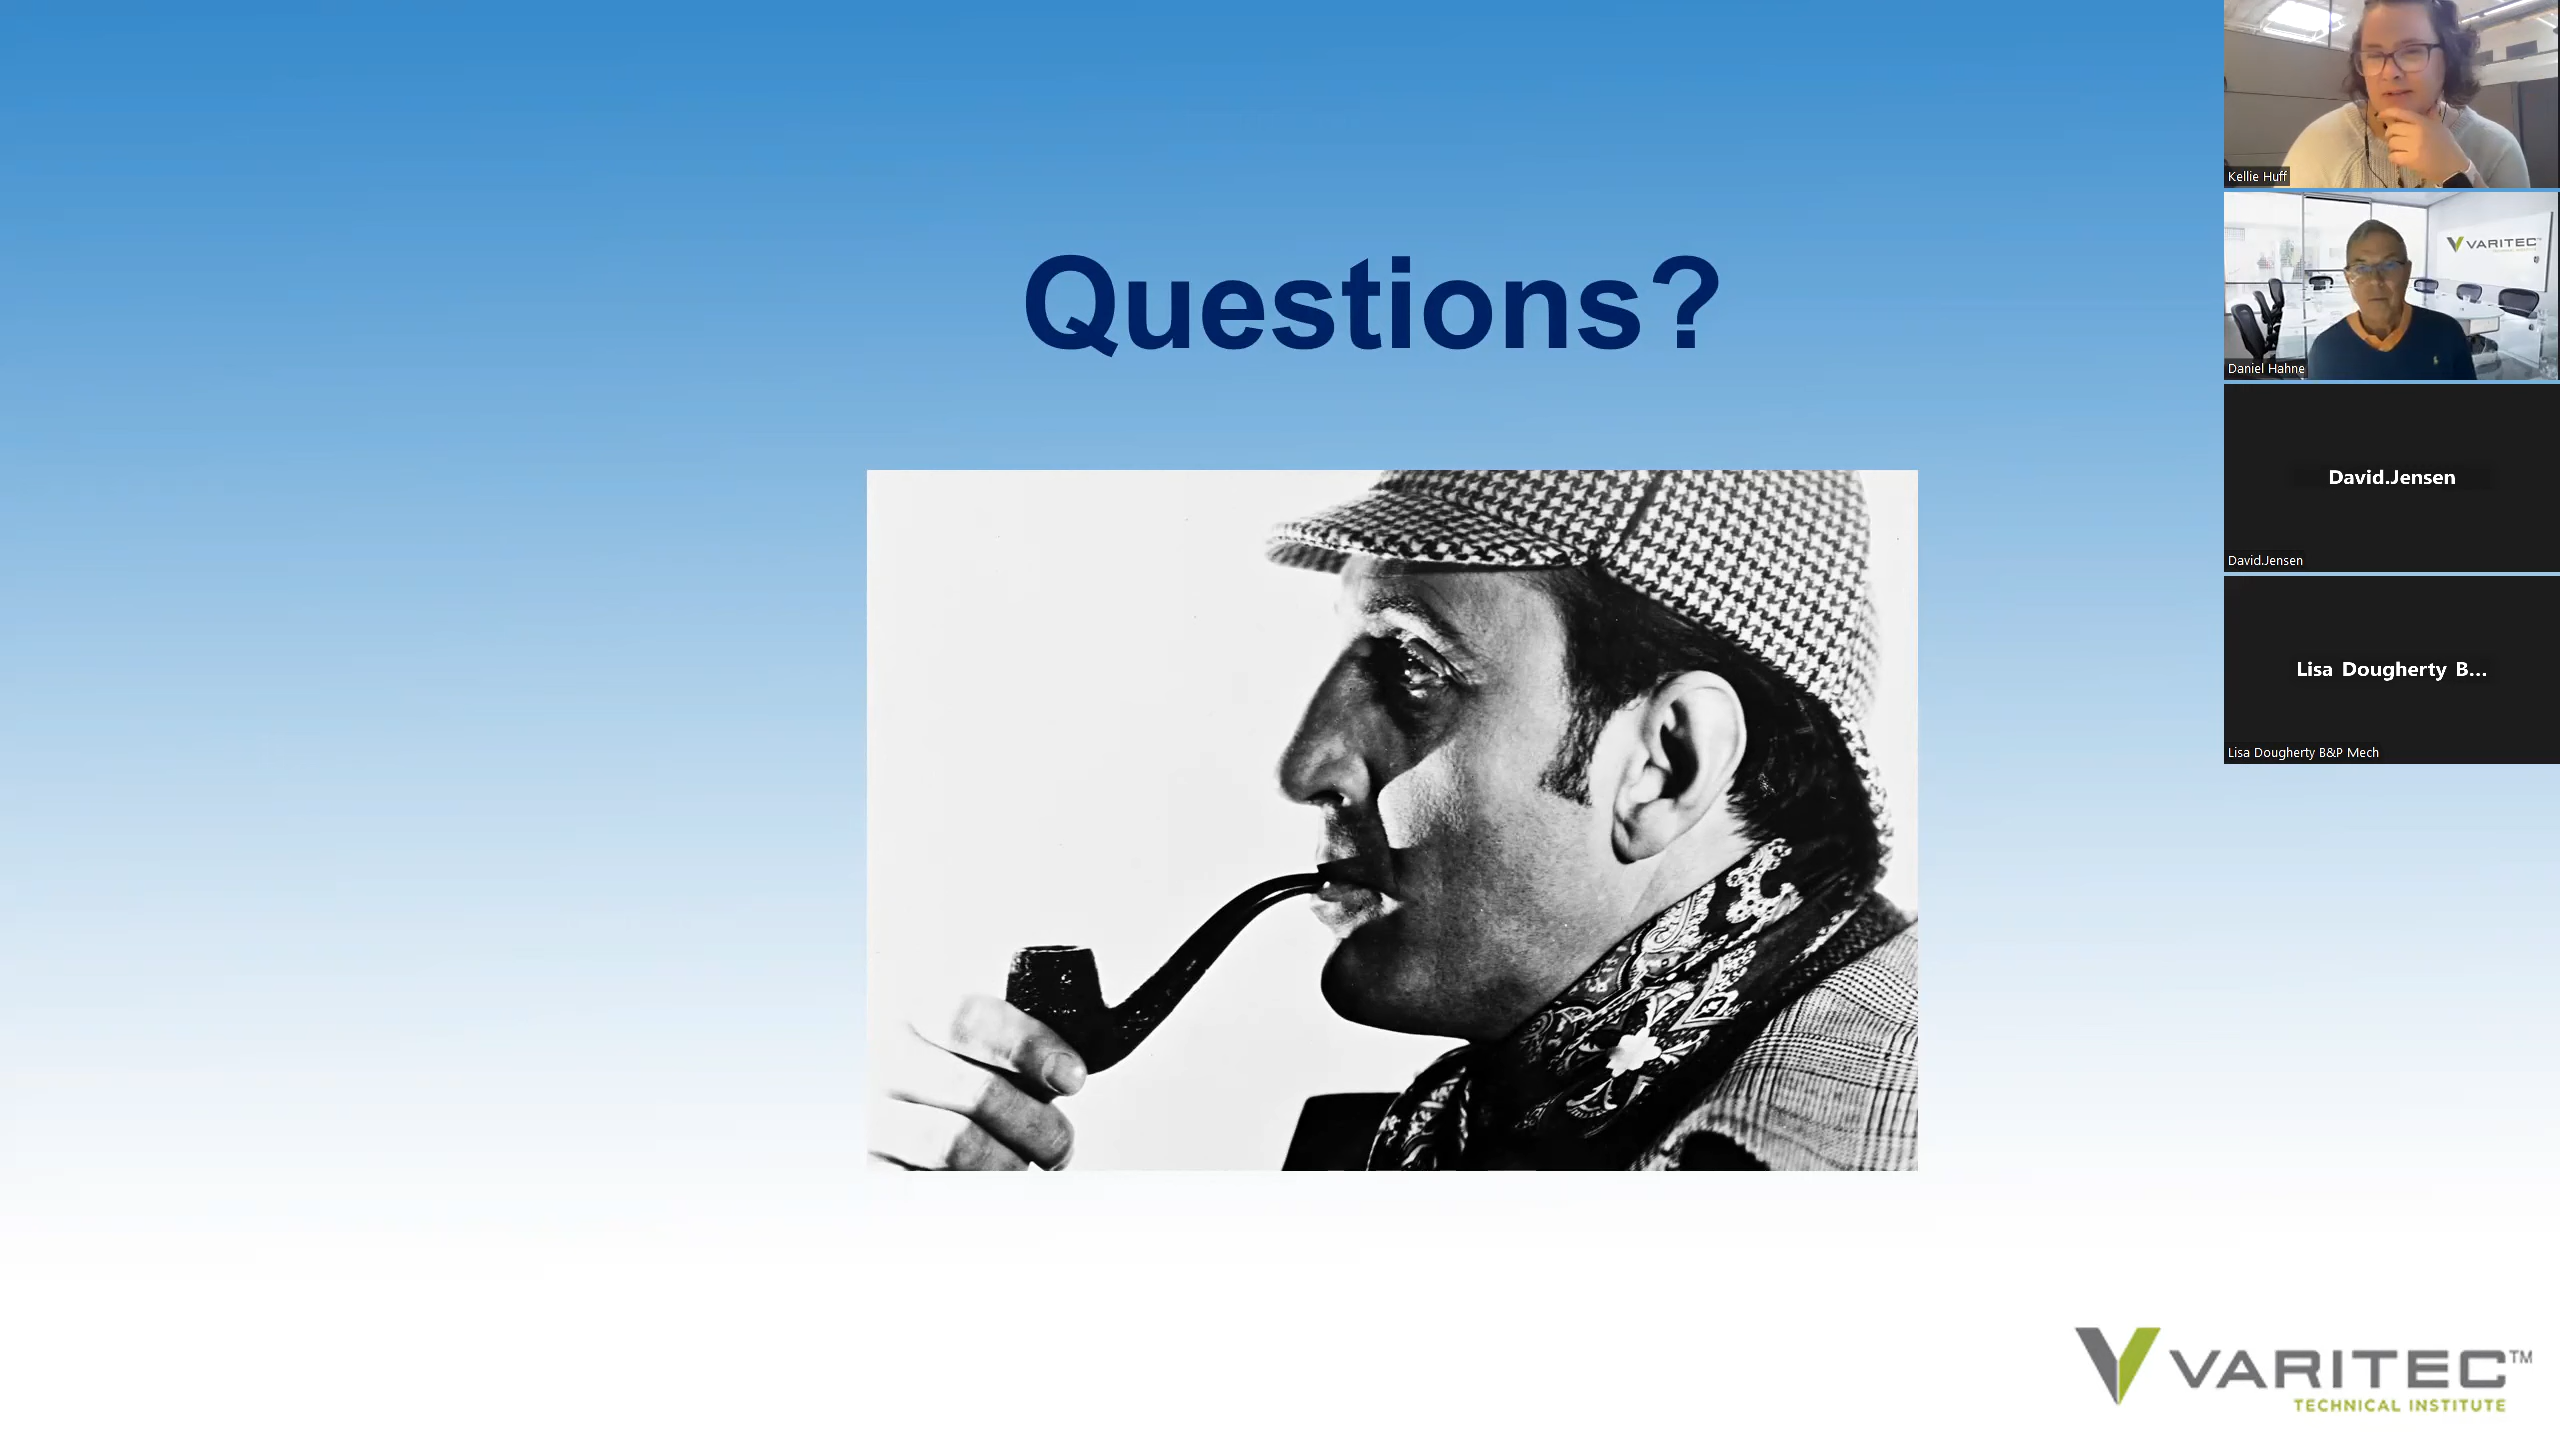 Questions?
Kellie Huff
VARITEC
Daniel Hahne
David.Jensen
David.Jensen
Lisa Dougherty B...
Lisa Dougherty B&P Mech
VARITEC™
TECHNICAL INSTITUTE